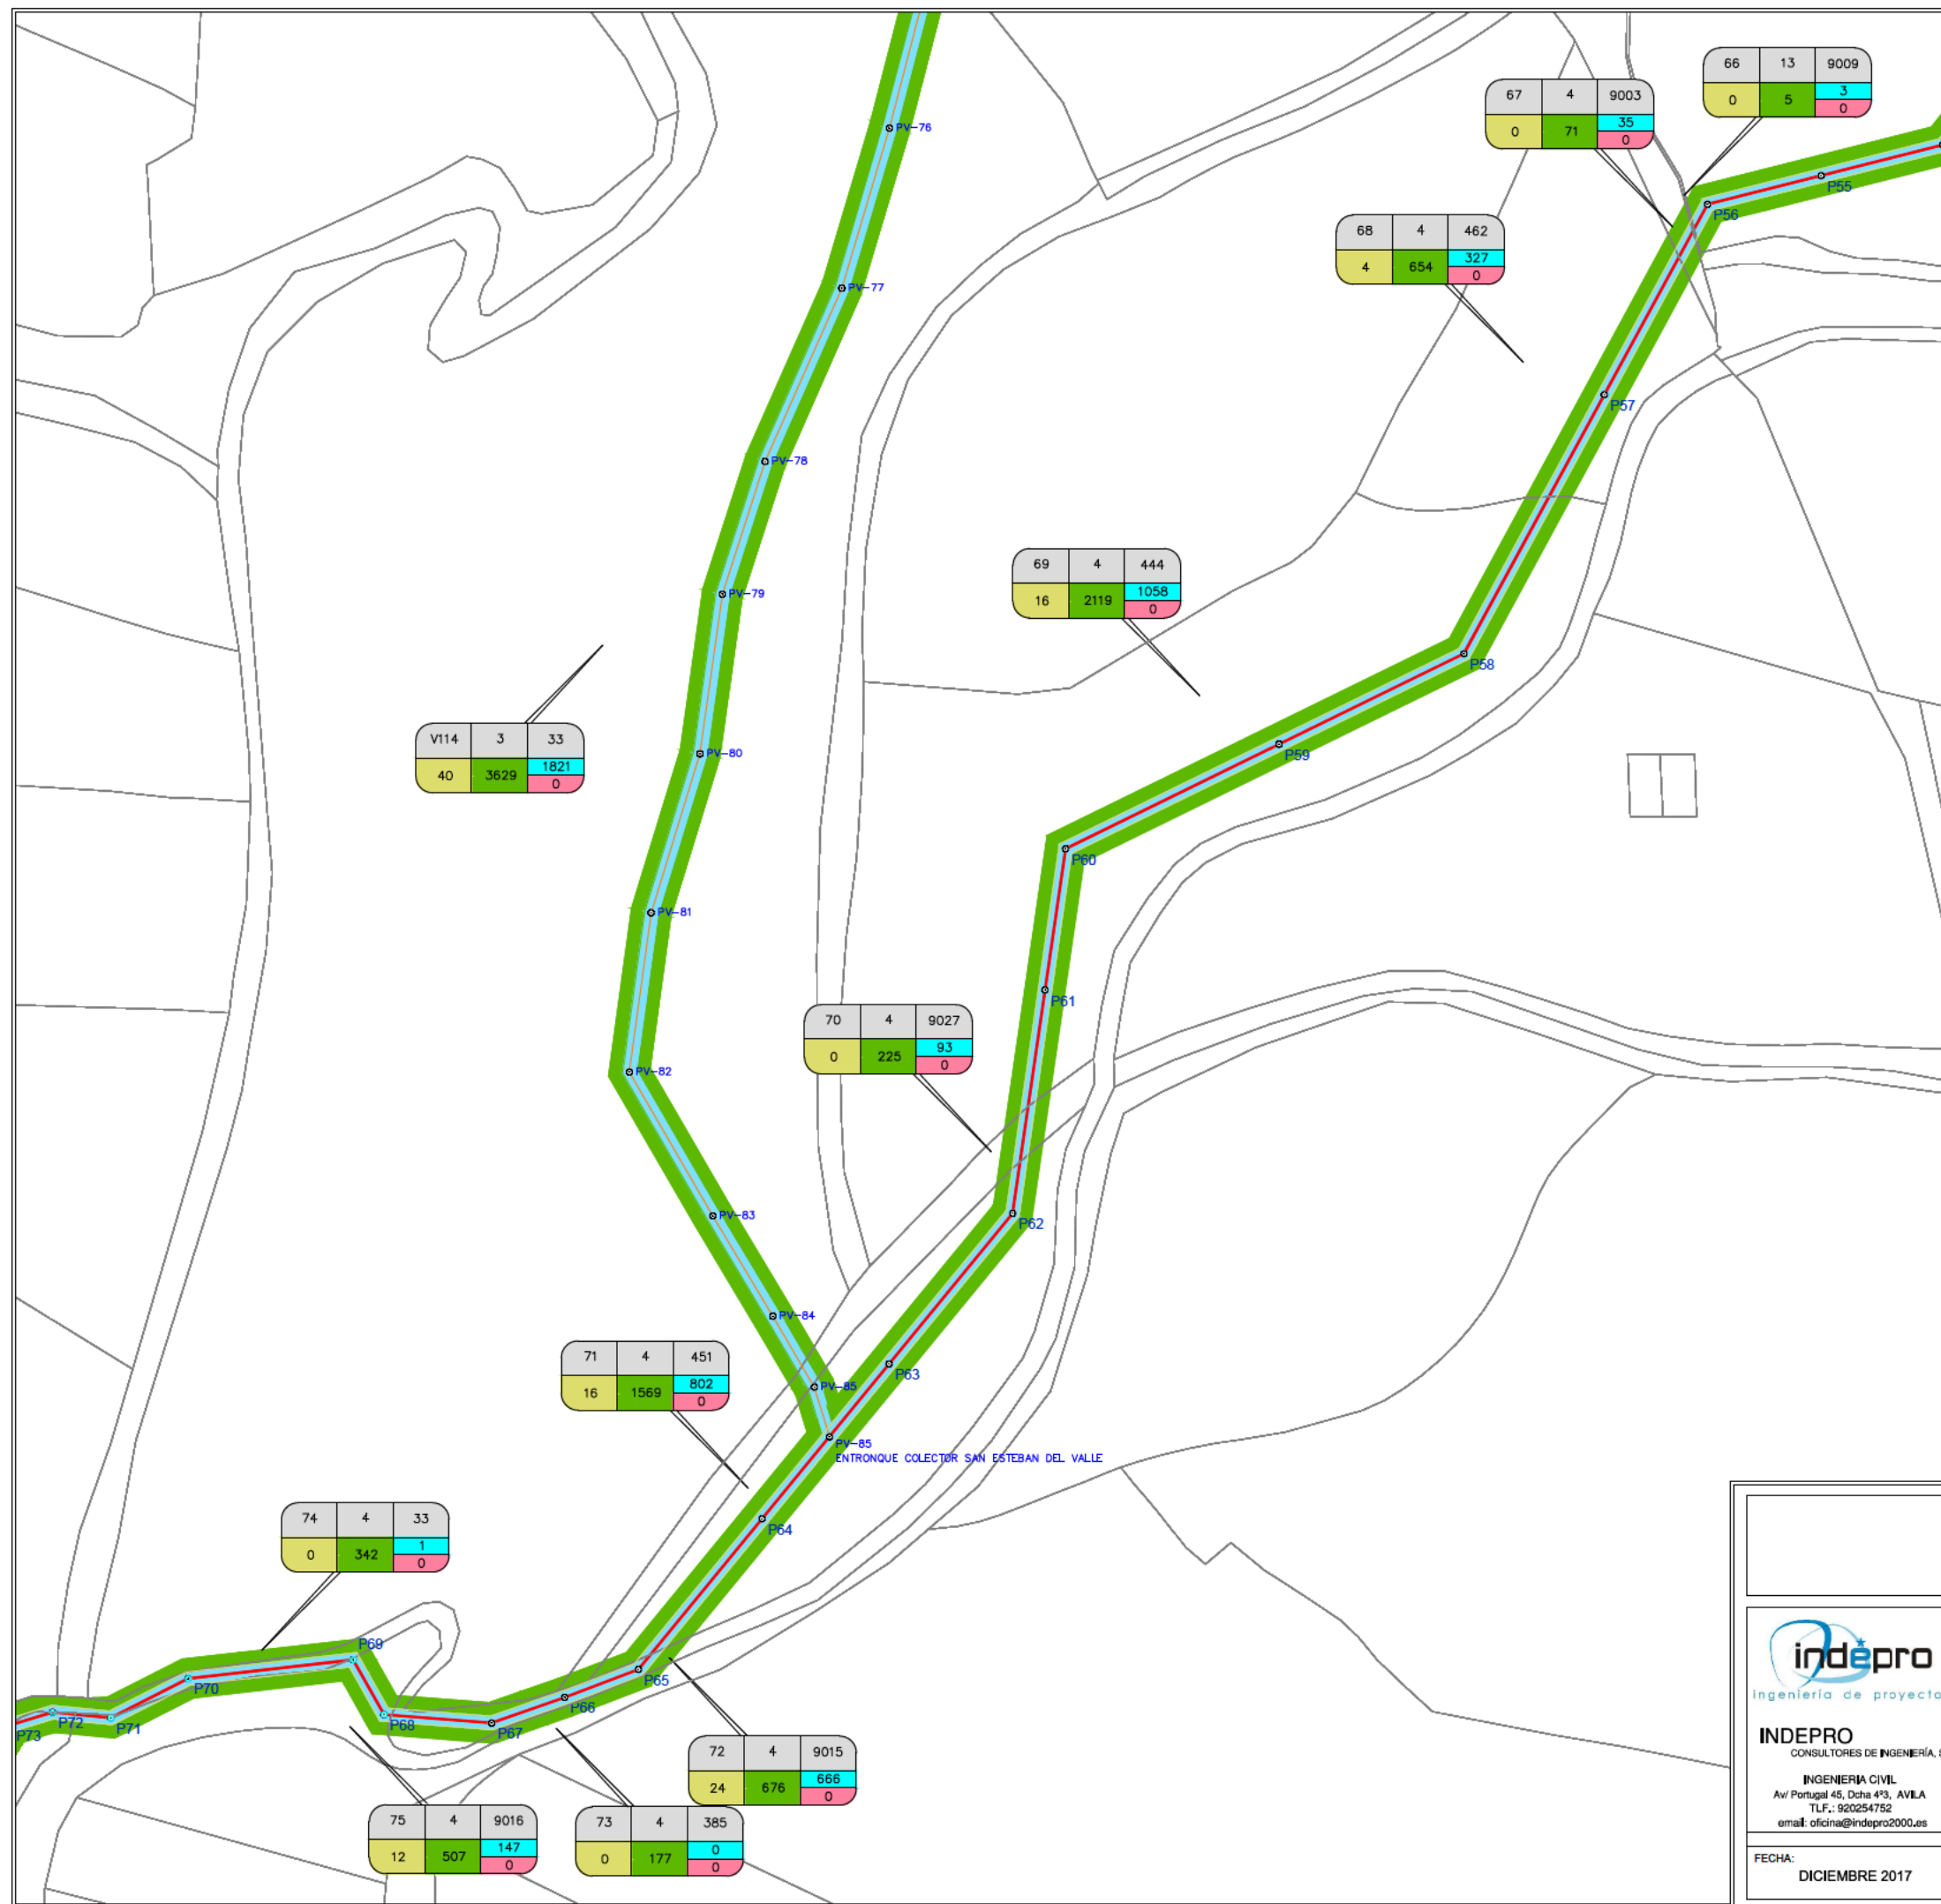 66 13 9009
0 5 3
0
67 4 9003
0 71 35
0
PV-76
P55
P56
68 4 462
4 654 327
0
PV-77
P57
PV-78
69 4 444
16 2119 1058
0
PV-79
P58
V114 3 33
40 3629 1821
0
PV-80
P59
P60
PV-81
P61
70 4 9027
0 225 93
0
PV-82
PV-83
P62
PV-84
71 4 451
16 1569 802
0
P63
PV-85
PV-85
ENTRONQUE COLECTOR SAN ESTEBAN DEL VALLE
74 4 33
0 342 1
0
P64
P69
P65
P70
P66
P68
P67
P72
P71
P73
72 4 9015
24 676 666
0
75 4 9016
12 507 147
0
73 4 385
0 177 0
0
indepro
ingeniería de proyecto
INDEPRO
CONSULTORES DE INGENIERÍA, S
INGENIERIA CIVIL
Av/ Portugal 45, Dcha 4º3, AVILA
TLF.: 920254752
email: oficina@indepro2000.es
FECHA:
DICIEMBRE 2017